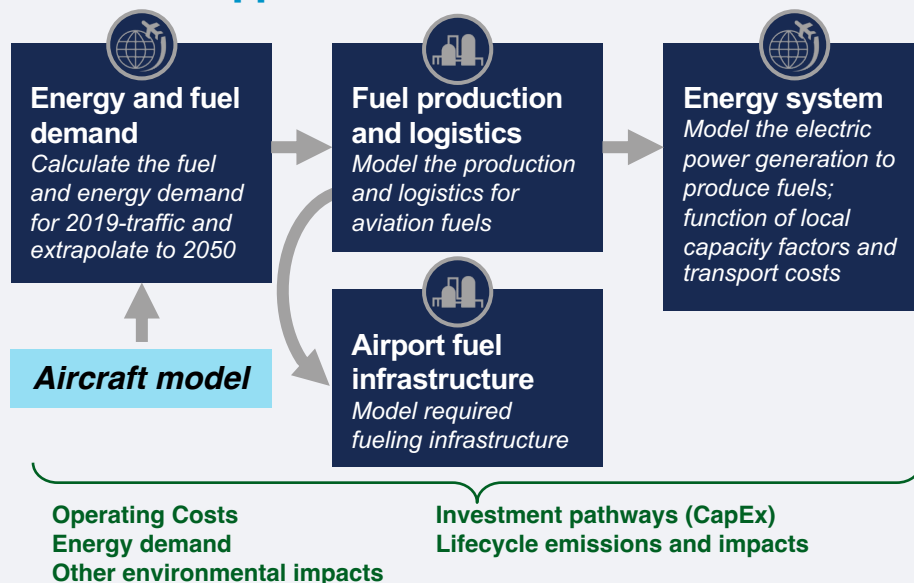 Energy and fuel
demand
Calculate the fuel
and energy demand
for 2019-traffic and
extrapolate to 2050
Fuel production
and logistics
Model the production
and logistics for
aviation fuels
Energy system
Model the electric
power generation to
produce fuels;
function of local
capacity factors and
transport costs
Aircraft model
Airport fuel
infrastructure
Model required
fueling infrastructure
Operating Costs
Energy demand
Other environmental impacts
Investment pathways (CapEx)
Lifecycle emissions and impacts